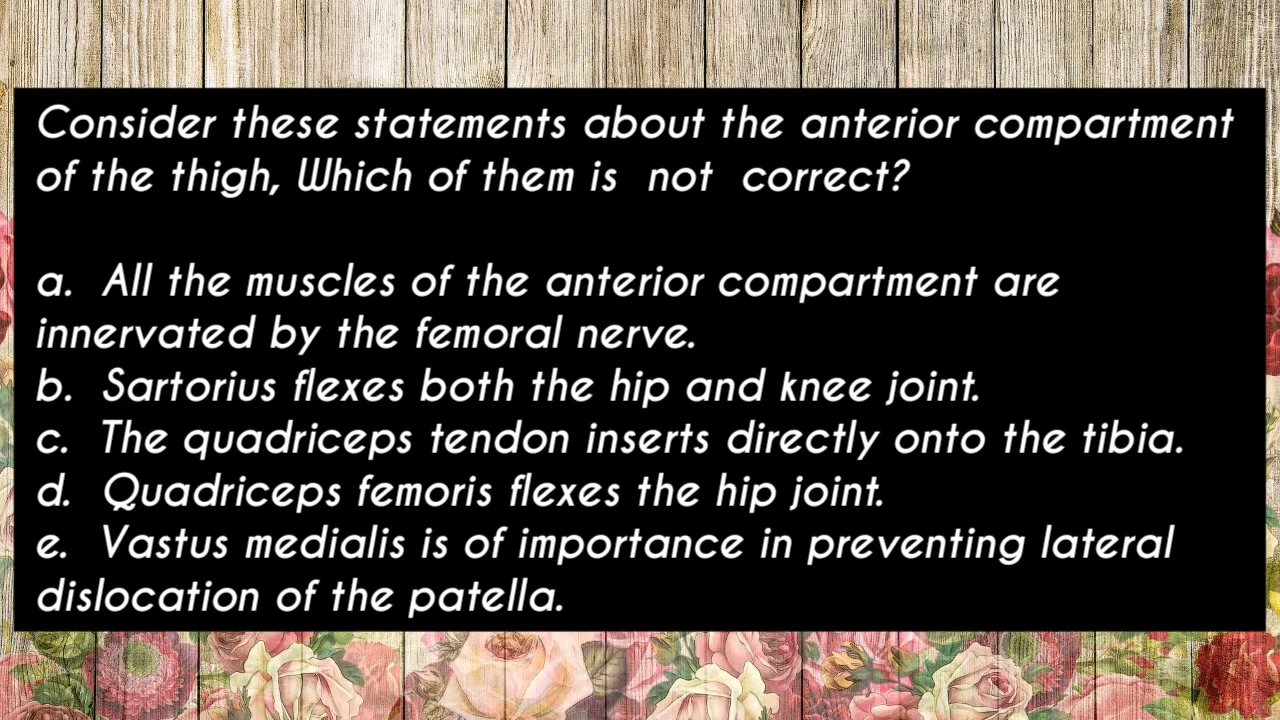 Consider these statements about the anterior compartment
of the thigh, Which of them is not correct?
a. All the muscles of the anterior compartment are
innervated by the femoral nerve.
b. Sartorius flexes both the hip and knee joint.
c. The quadriceps tendon inserts directly onto the tibia.
d. Quadriceps femoris flexes the hip joint.
e. Vastus medialis is of importance in preventing lateral
dislocation of the patella.